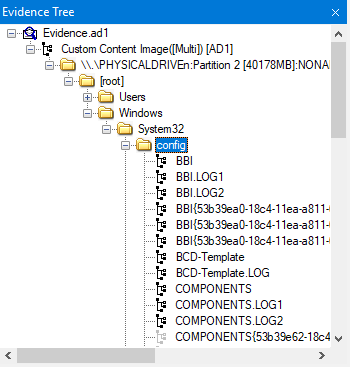 Evidence Tree
Evidence.ad1
Custom Content Image([Multi]) [AD1]
\\.\PHYSICALDRIVEn:Partition 2 [40178MB]:NONA
[root]
Users
Windows
System32
config
BBI
BBI.LOG1
BBI.LOG2
BBI{53b39ea0-18c4-11ea-a811-
BBI{53b39ea0-18c4-11ea-a811-
BBI{53b39ea0-18c4-11ea-a811-
BCD-Template
BCD-Template.LOG
COMPONENTS
COMPONENTS.LOG1
COMPONENTS.LOG2
COMPONENTS{53b39e62-18c4